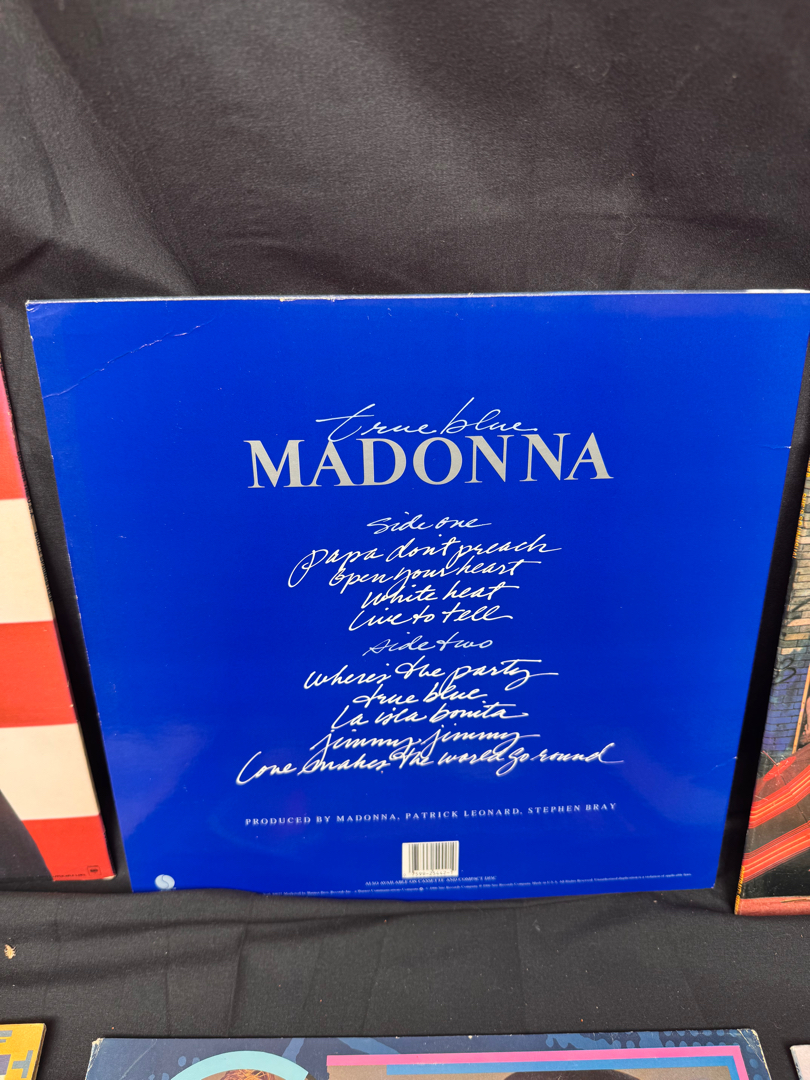 true blue
MADONNA
side one
papa don't preach
open your heart
white heat
live to tell
side two
where's the party
true blue
la isla bonita
jimmy jimmy
love makes the world go round
PRODUCED BY MADONNA, PATRICK LEONARD, STEPHEN BRAY
ALSO AVAILABLE ON CASSETTE AND COMPACT DISC